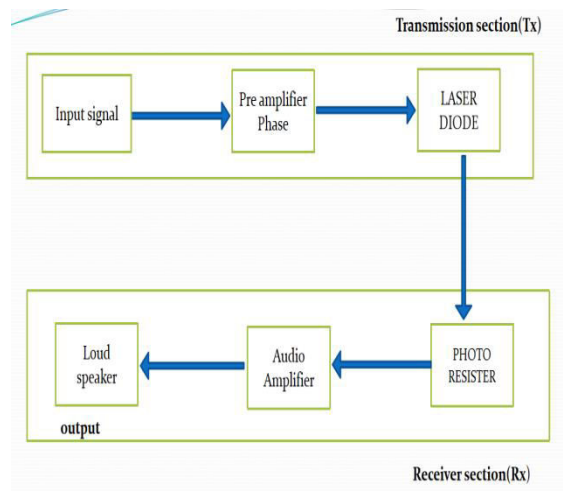 Transmission section(Tx)
Input signal
Pre amplifier
Phase
LASER
DIODE
Loud
speaker
Audio
Amplifier
PHOTO
RESISTER
output
Receiver section(Rx)